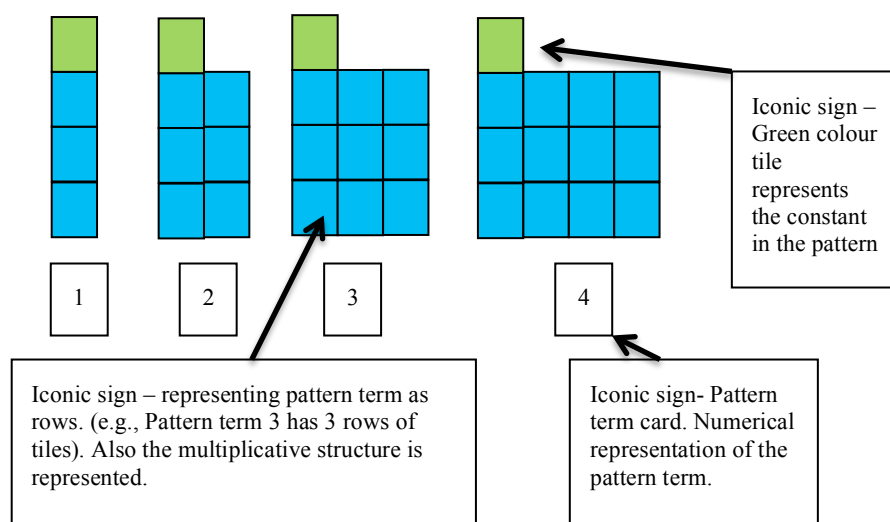 Iconic sign –
Green colour
tile
represents
the constant
in the pattern
1
2
3
4
Iconic sign – representing pattern term as
rows. (e.g., Pattern term 3 has 3 rows of
tiles). Also the multiplicative structure is
represented.
Iconic sign- Pattern
term card. Numerical
representation of the
pattern term.